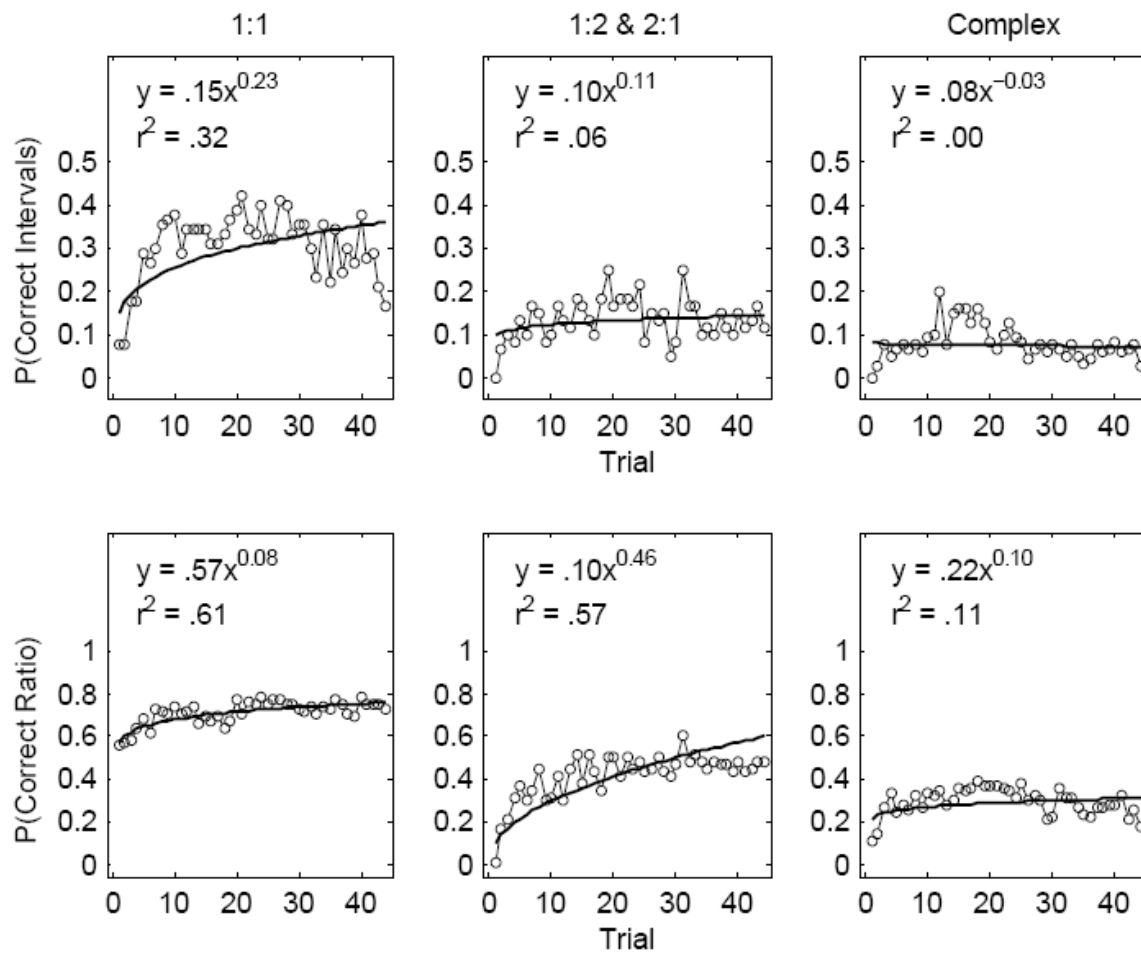 1:1
y = .15x^0.23
r^2 = .32
P(Correct Intervals)
0.5
0.4
0.3
0.2
0.1
0
0 10 20 30 40
1:2 & 2:1
y = .10x^0.11
r^2 = .06
0.5
0.4
0.3
0.2
0.1
0
0 10 20 30 40
Trial
Complex
y = .08x^−0.03
r^2 = .00
0.5
0.4
0.3
0.2
0.1
0
0 10 20 30 40
y = .57x^0.08
r^2 = .61
P(Correct Ratio)
1
0.8
0.6
0.4
0.2
0
0 10 20 30 40
y = .10x^0.46
r^2 = .57
1
0.8
0.6
0.4
0.2
0
0 10 20 30 40
Trial
y = .22x^0.10
r^2 = .11
1
0.8
0.6
0.4
0.2
0
0 10 20 30 40